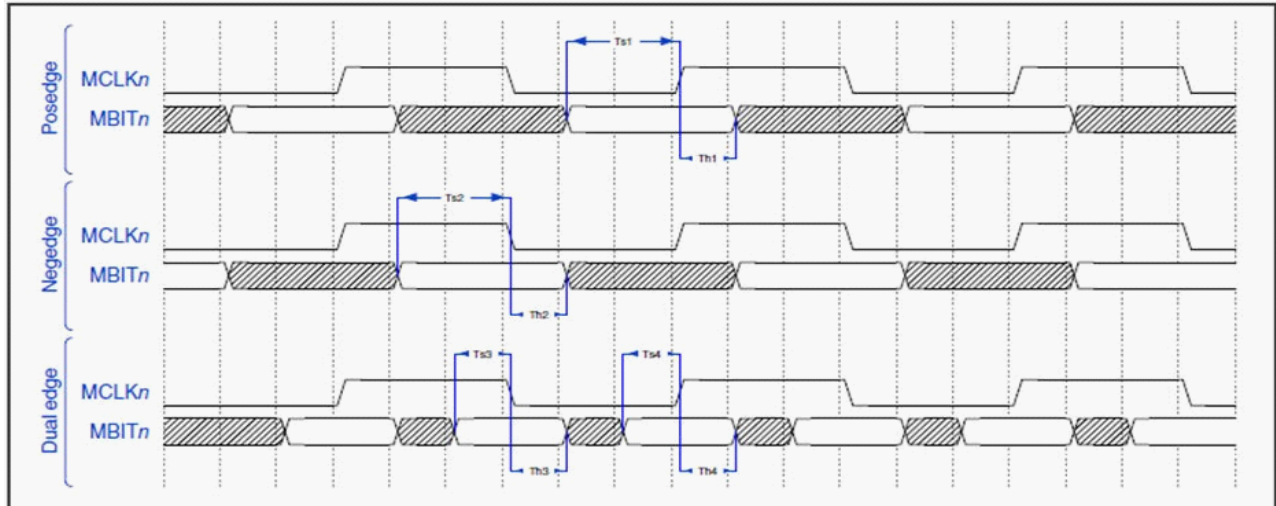 Posedge
Ts1
MCLKn
MBITn
Th1
Negedge
Ts2
MCLKn
MBITn
Th2
Dual edge
Ts3 Ts4
MCLKn
MBITn
Th3 Th4